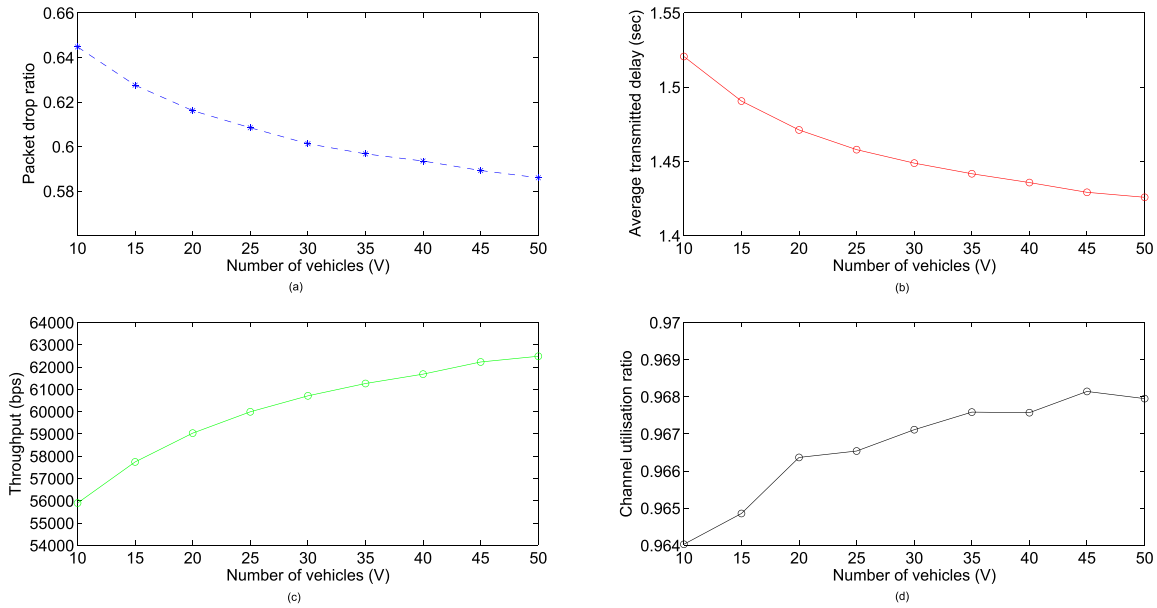 0.66
0.64
0.62
0.6
0.58
Packet drop ratio
10 15 20 25 30 35 40 45 50
Number of vehicles (V)
(a)
1.55
1.5
1.45
1.4
Average transmitted delay (sec)
10 15 20 25 30 35 40 45 50
Number of vehicles (V)
(b)
64000
63000
62000
61000
60000
59000
58000
57000
56000
55000
54000
Throughput (bps)
10 15 20 25 30 35 40 45 50
Number of vehicles (V)
(c)
0.97
0.969
0.968
0.967
0.966
0.965
0.964
Channel utilisation ratio
10 15 20 25 30 35 40 45 50
Number of vehicles (V)
(d)